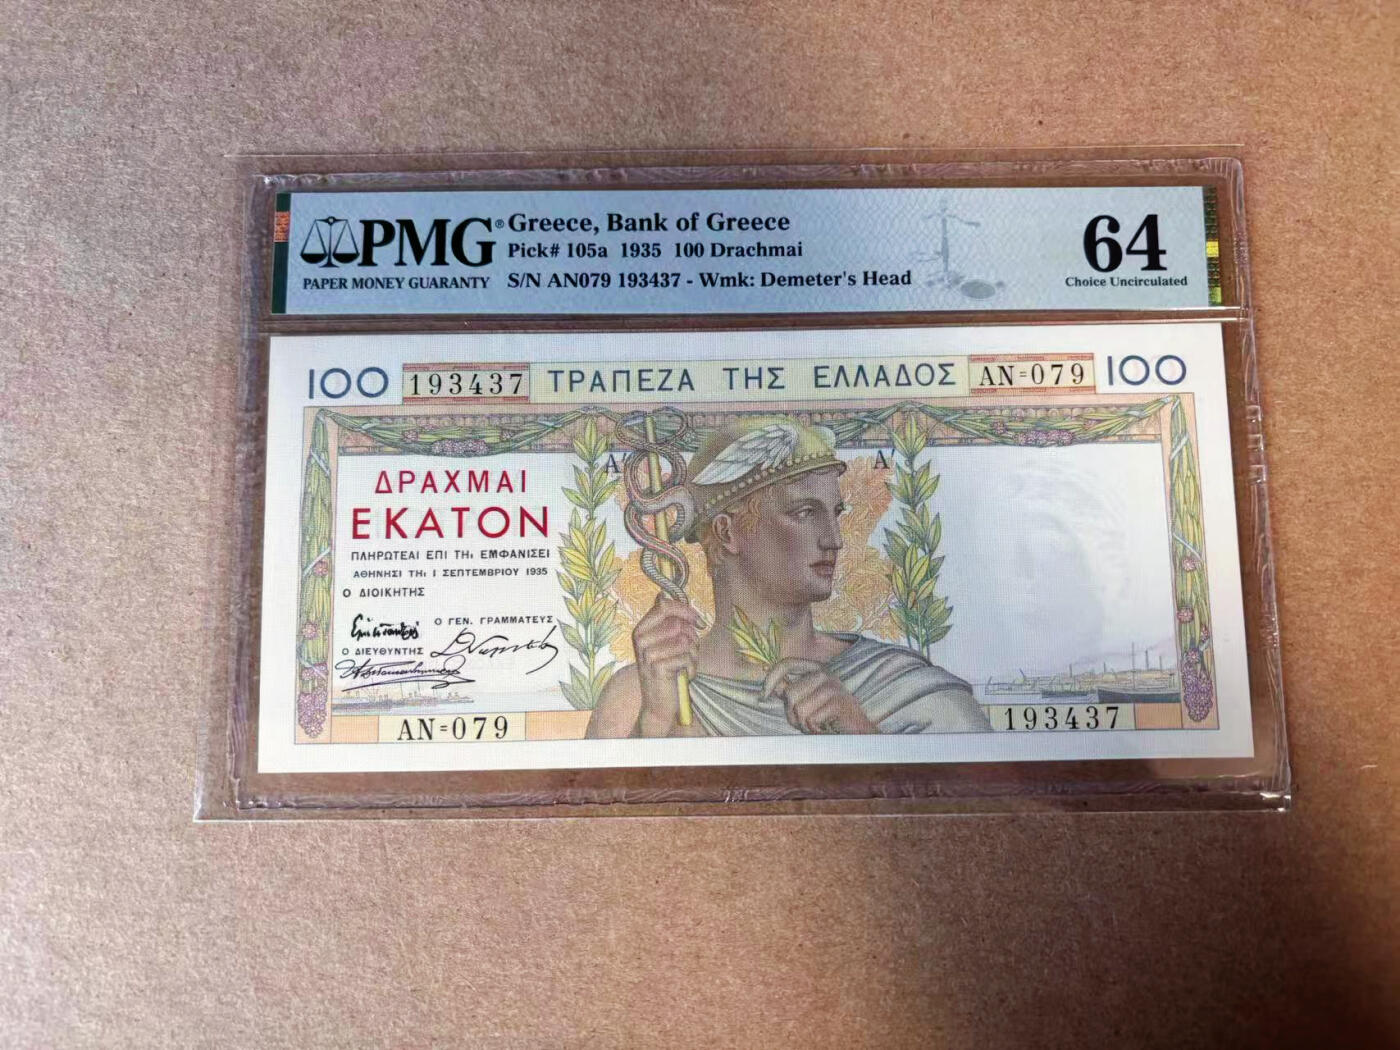 PMG®
PAPER MONEY GUARANTY
Greece, Bank of Greece
Pick# 105a 1935 100 Drachmai
S/N AN079 193437 - Wmk: Demeter's Head
64
Choice Uncirculated
100 193437 ΤΡΑΠΕΖΑ ΤΗΣ ΕΛΛΑΔΟΣ ΑΝ=079 100
Α' Α'
ΔΡΑΧΜΑΙ
ΕΚΑΤΟΝ
ΠΛΗΡΩΤΕΑΙ ΕΠΙ ΤΗι ΕΜΦΑΝΙΣΕΙ
ΑΘΗΝΗΣΙ ΤΗι 1 ΣΕΠΤΕΜΒΡΙΟΥ 1935
Ο ΔΙΟΙΚΗΤΗΣ
Ο ΓΕΝ. ΓΡΑΜΜΑΤΕΥΣ
Ο ΔΙΕΥΘΥΝΤΗΣ
ΑΝ=079 193437